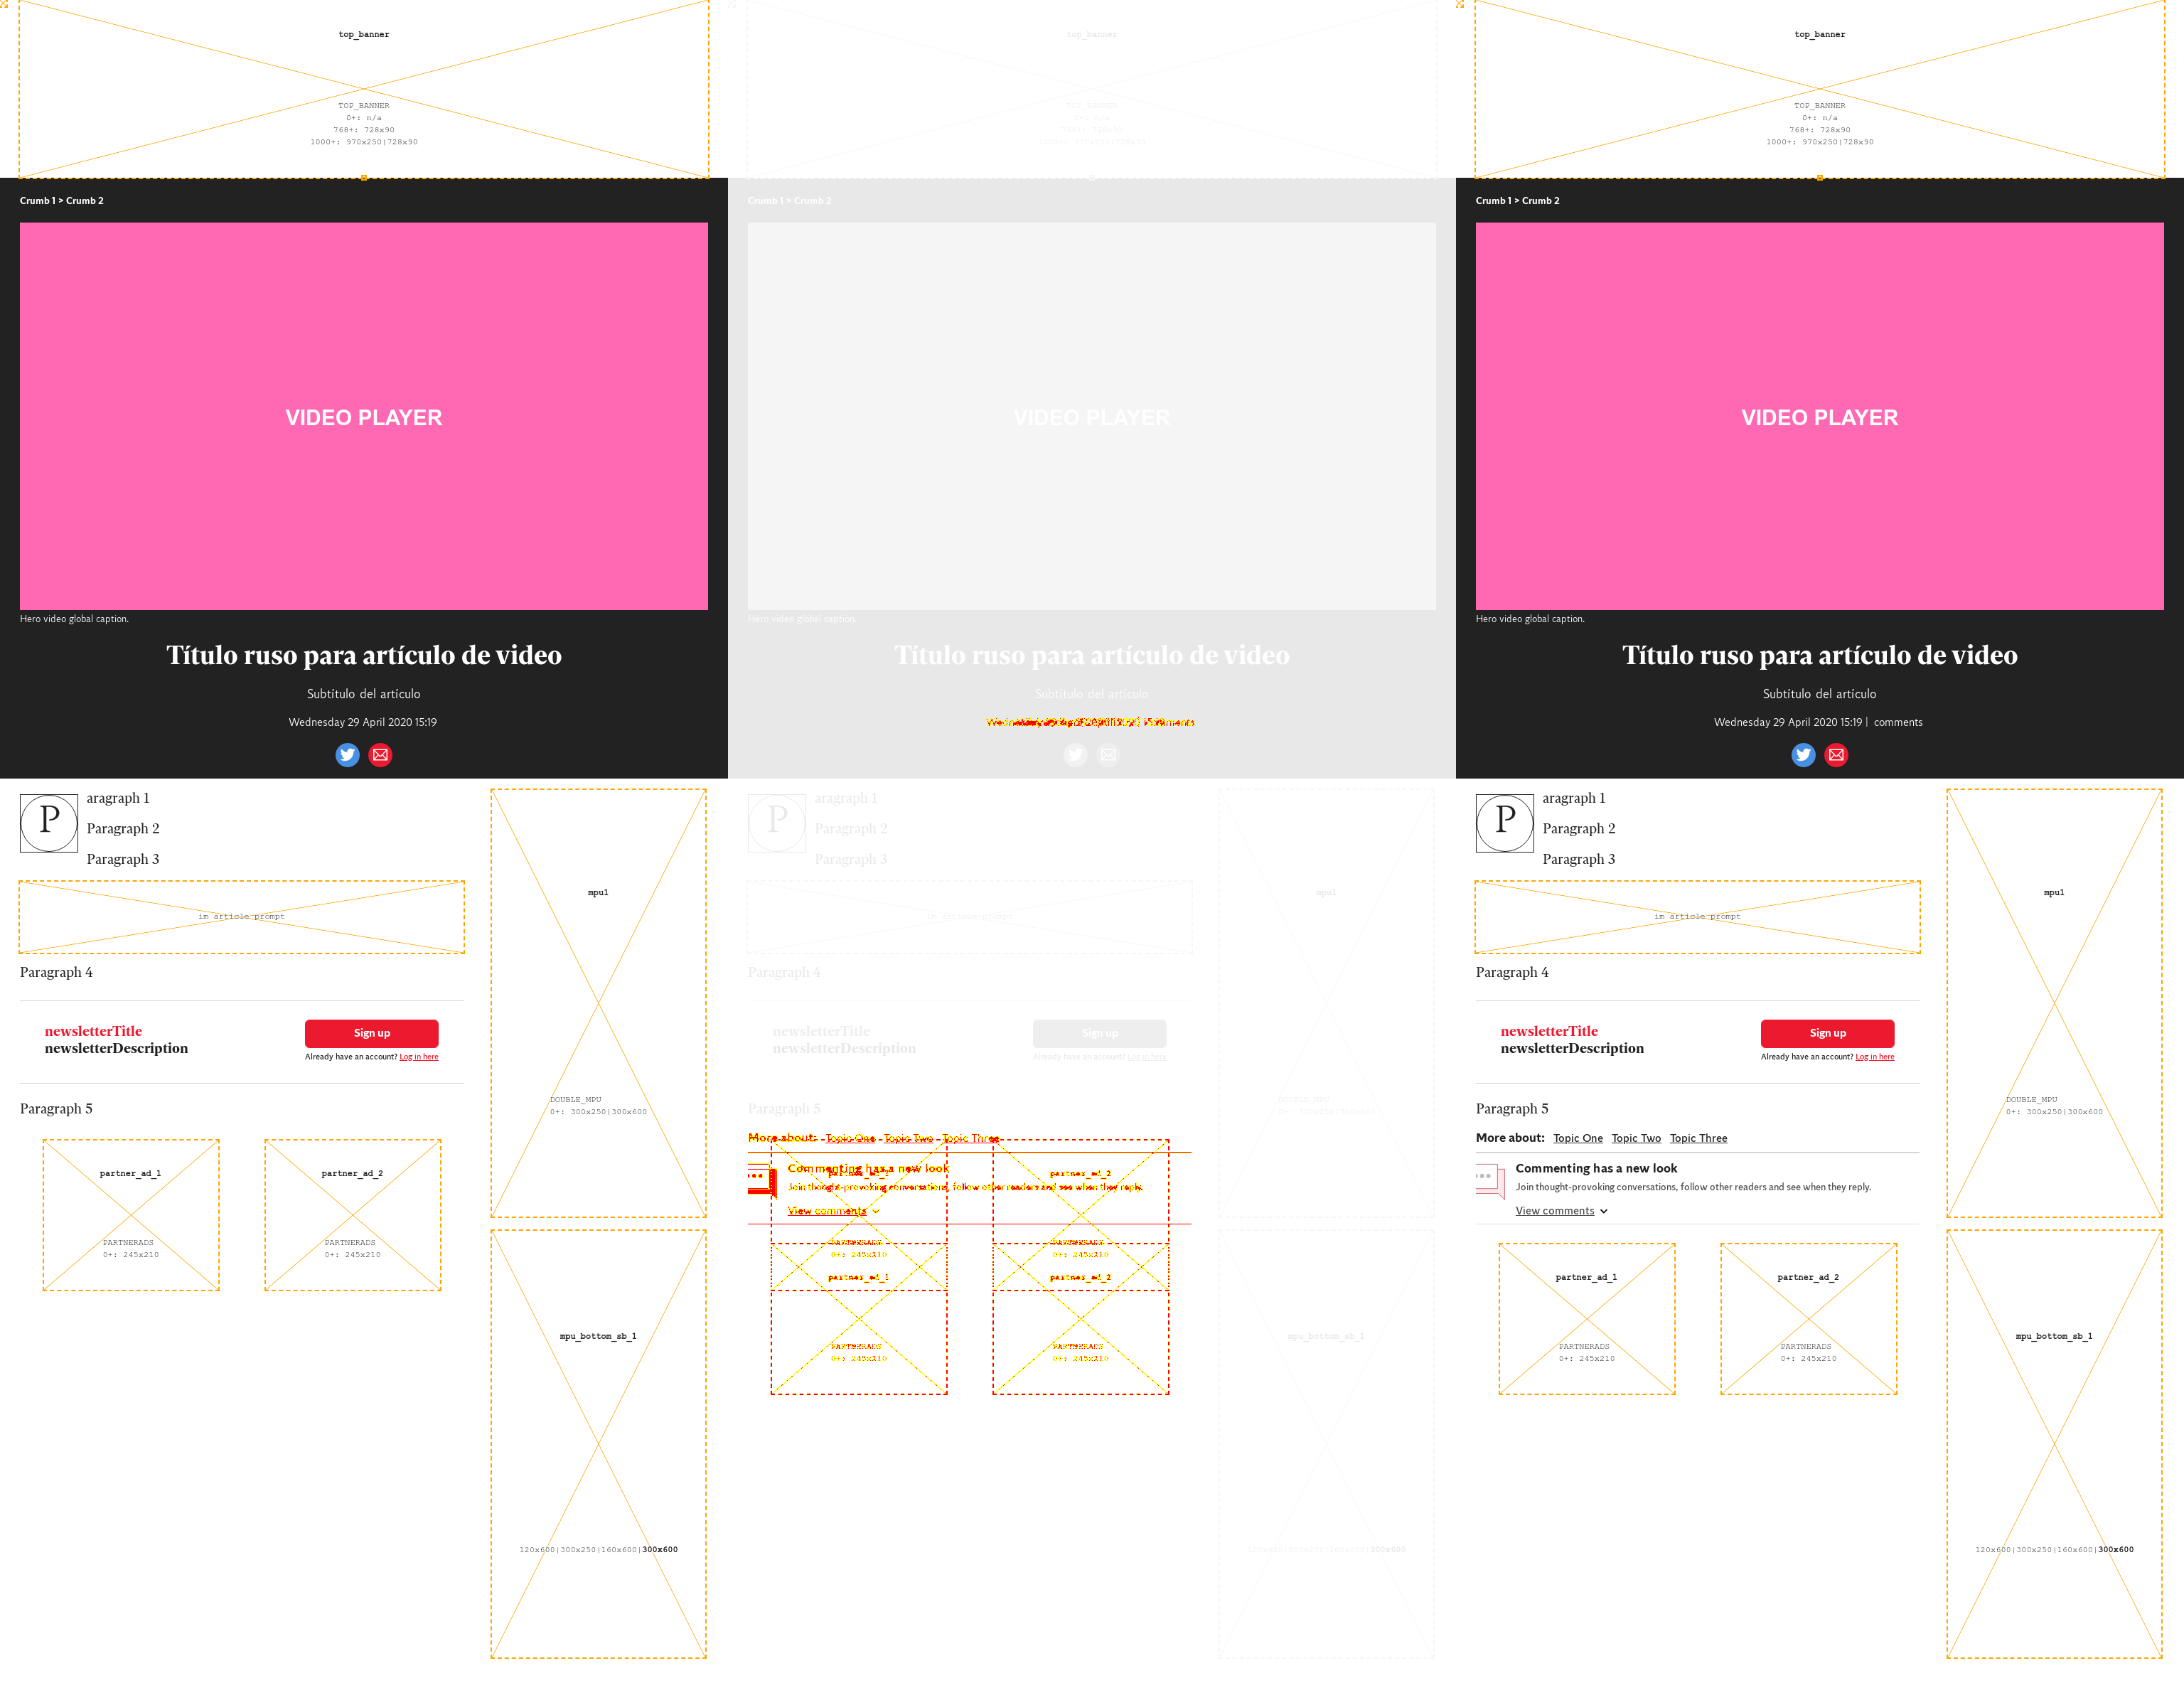 top_banner
TOP_BANNER
0+: n/a
768+: 728x90
1000+: 970x250|728x90
Crumb 1 > Crumb 2
VIDEO PLAYER
Hero video global caption.
Título ruso para artículo de video
Subtítulo del artículo
Wednesday 29 April 2020 15:19
P
aragraph 1
Paragraph 2
Paragraph 3
im article prompt
Paragraph 4
newsletterTitle
newsletterDescription
Sign up
Already have an account? Log in here
Paragraph 5
partner_ad_1
PARTNERADS
0+: 245x210
partner_ad_2
PARTNERADS
0+: 245x210
mpu1
DOUBLE_MPU
0+: 300x250|300x600
mpu_bottom_sb_1
120x600|300x250|160x600|300x600
top_banner
TOP_BANNER
0+: n/a
768+: 728x90
1000+: 970x250|728x90
Crumb 1 > Crumb 2
VIDEO PLAYER
Hero video global caption.
Título ruso para artículo de video
Subtítulo del artículo
P
aragraph 1
Paragraph 2
Paragraph 3
im article prompt
Paragraph 4
newsletterTitle
newsletterDescription
Sign up
Already have an account? Log in here
Paragraph 5
More about: Topic One Topic Two Topic Three
Commenting has a new look
Join thought-provoking conversations, follow other readers and see when they reply.
View comments
partner_ad_1
partner_ad_2
PARTNERADS
0+: 245x210
PARTNERADS
0+: 245x210
partner_ad_1
partner_ad_2
PARTNERADS
0+: 245x210
PARTNERADS
0+: 245x210
mpu1
DOUBLE_MPU
0+: 300x250|300x600
mpu_bottom_sb_1
120x600|300x250|160x600|300x600
top_banner
TOP_BANNER
0+: n/a
768+: 728x90
1000+: 970x250|728x90
Crumb 1 > Crumb 2
VIDEO PLAYER
Hero video global caption.
Título ruso para artículo de video
Subtítulo del artículo
Wednesday 29 April 2020 15:19 | comments
P
aragraph 1
Paragraph 2
Paragraph 3
im article prompt
Paragraph 4
newsletterTitle
newsletterDescription
Sign up
Already have an account? Log in here
Paragraph 5
More about: Topic One Topic Two Topic Three
Commenting has a new look
Join thought-provoking conversations, follow other readers and see when they reply.
View comments
partner_ad_1
PARTNERADS
0+: 245x210
partner_ad_2
PARTNERADS
0+: 245x210
mpu1
DOUBLE_MPU
0+: 300x250|300x600
mpu_bottom_sb_1
120x600|300x250|160x600|300x600